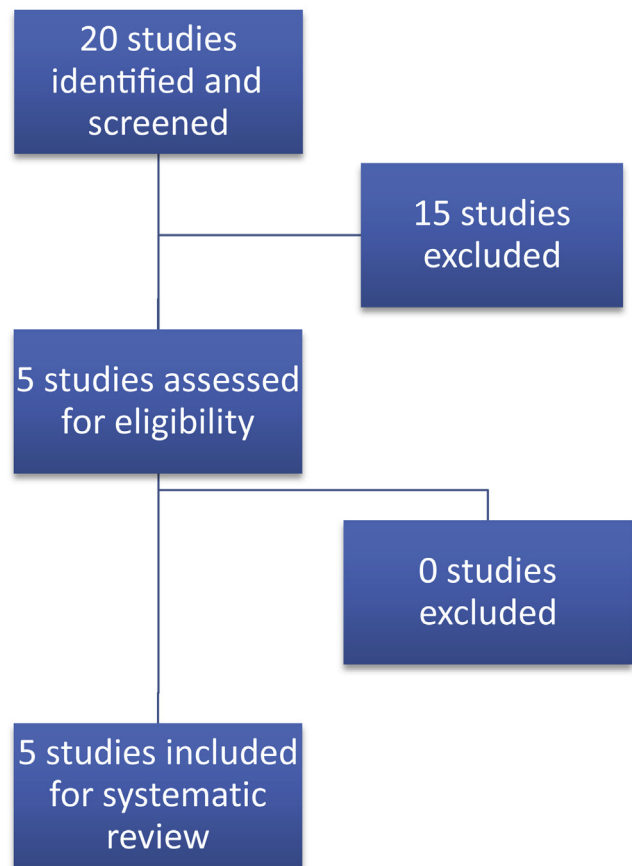 20 studies
identified and
screened
15 studies
excluded
5 studies assessed
for eligibility
0 studies
excluded
5 studies included
for systematic
review